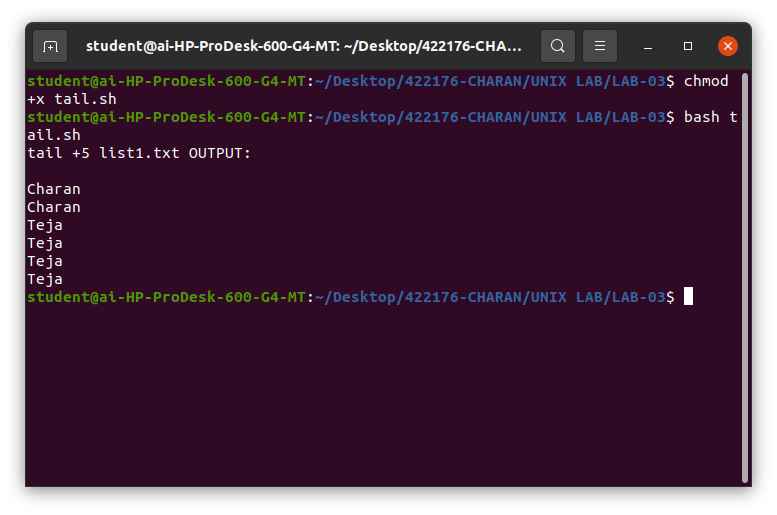 student@ai-HP-ProDesk-600-G4-MT: ~/Desktop/422176-CHA...
student@ai-HP-ProDesk-600-G4-MT:~/Desktop/422176-CHARAN/UNIX LAB/LAB-03$ chmod
+x tail.sh
student@ai-HP-ProDesk-600-G4-MT:~/Desktop/422176-CHARAN/UNIX LAB/LAB-03$ bash t
ail.sh
tail +5 list1.txt OUTPUT:
Charan
Charan
Teja
Teja
Teja
Teja
student@ai-HP-ProDesk-600-G4-MT:~/Desktop/422176-CHARAN/UNIX LAB/LAB-03$